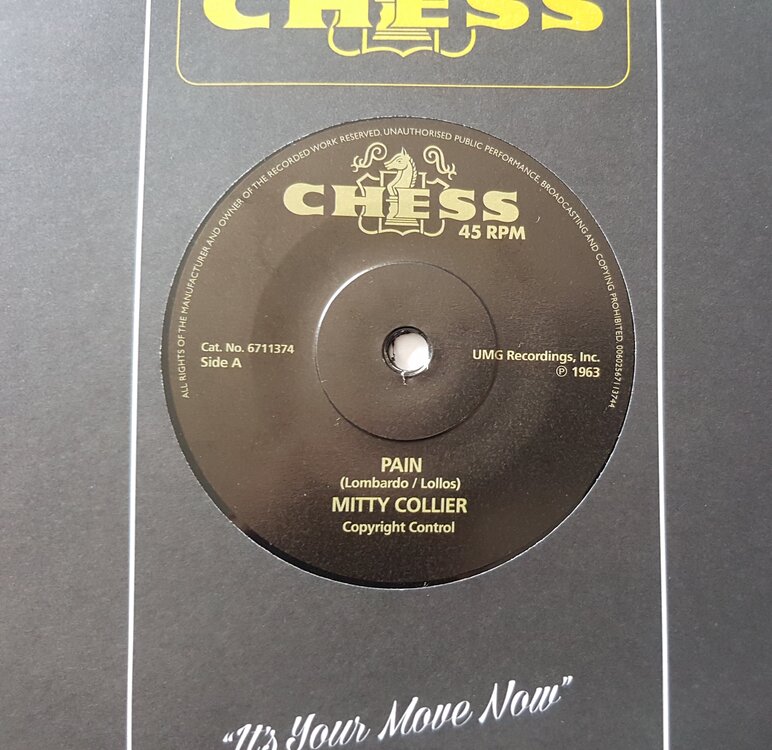 CHESS
ALL RIGHTS OF THE MANUFACTURER AND OWNER OF THE RECORDED WORK RESERVED. UNAUTHORISED PUBLIC PERFORMANCE. BROADCASTING AND COPYING PROHIBITED. 00602567113744
CHESS
45 RPM
Cat. No. 6711374
Side A
UMG Recordings, Inc.
℗ 1963
PAIN
(Lombardo / Lollos)
MITTY COLLIER
Copyright Control
"It's Your Move Now"